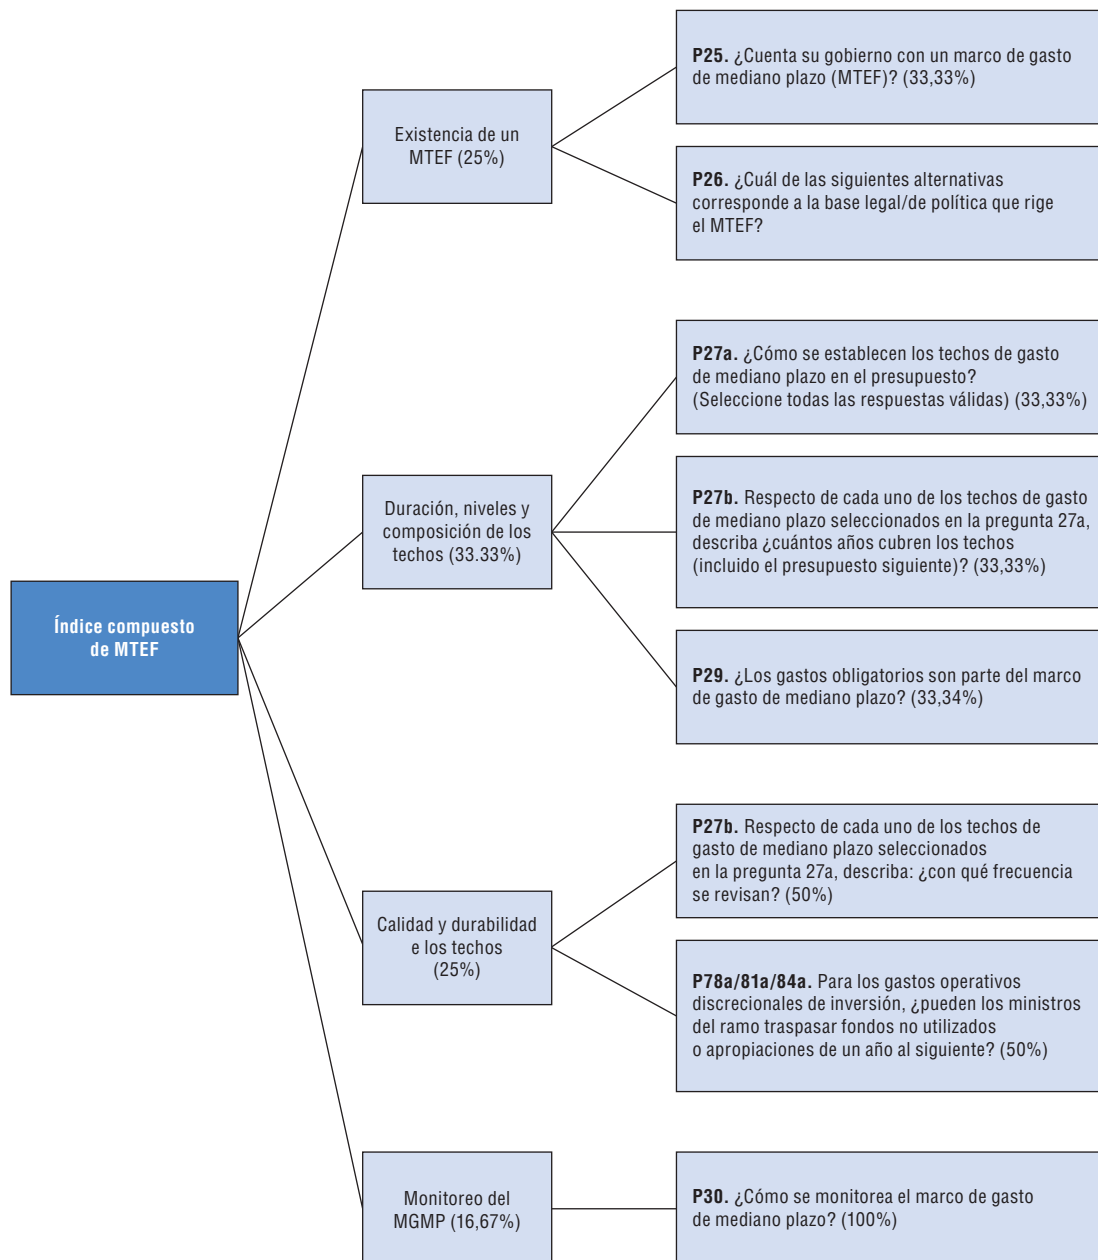 Índice compuesto
de MTEF
Existencia de un
MTEF (25%)
P25. ¿Cuenta su gobierno con un marco de gasto
de mediano plazo (MTEF)? (33,33%)
P26. ¿Cuál de las siguientes alternativas
corresponde a la base legal/de política que rige
el MTEF?
Duración, niveles y
composición de los
techos (33.33%)
P27a. ¿Cómo se establecen los techos de gasto
de mediano plazo en el presupuesto?
(Seleccione todas las respuestas válidas) (33,33%)
P27b. Respecto de cada uno de los techos de gasto
de mediano plazo seleccionados en la pregunta 27a,
describa ¿cuántos años cubren los techos
(incluido el presupuesto siguiente)? (33,33%)
P29. ¿Los gastos obligatorios son parte del marco
de gasto de mediano plazo? (33,34%)
Calidad y durabilidad
e los techos
(25%)
P27b. Respecto de cada uno de los techos de
gasto de mediano plazo seleccionados
en la pregunta 27a, describa: ¿con qué frecuencia
se revisan? (50%)
P78a/81a/84a. Para los gastos operativos
discrecionales de inversión, ¿pueden los ministros
del ramo traspasar fondos no utilizados
o apropiaciones de un año al siguiente? (50%)
Monitoreo del
MGMP (16,67%)
P30. ¿Cómo se monitorea el marco de gasto
de mediano plazo? (100%)